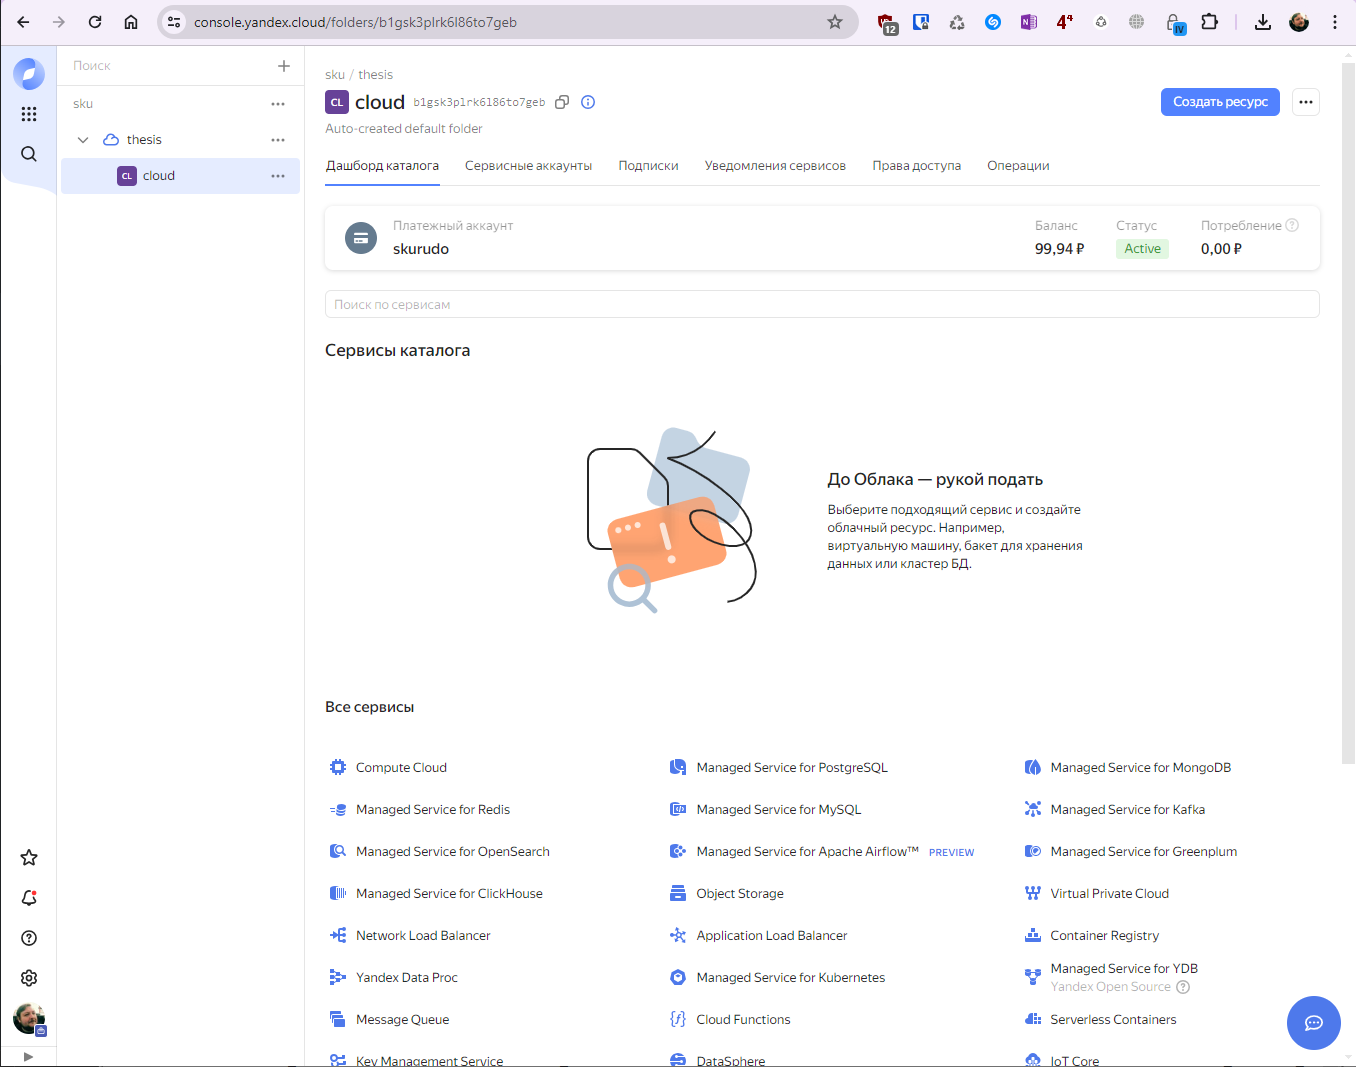 console.yandex.cloud/folders/b1gsk3plrk6l86to7geb
12
N
4⁴
IV
Поиск
sku
thesis
CL cloud
sku / thesis
CL cloud b1gsk3plrk6l86to7geb
Auto-created default folder
Создать ресурс
Дашборд каталога Сервисные аккаунты Подписки Уведомления сервисов Права доступа Операции
Платежный аккаунт
skurudo
Баланс
99,94 ₽
Статус
Active
Потребление
0,00 ₽
Поиск по сервисам
Сервисы каталога
До Облака — рукой подать
Выберите подходящий сервис и создайте
облачный ресурс. Например,
виртуальную машину, бакет для хранения
данных или кластер БД.
Все сервисы
Compute Cloud
Managed Service for PostgreSQL
Managed Service for MongoDB
Managed Service for Redis
Managed Service for MySQL
Managed Service for Kafka
Managed Service for OpenSearch
Managed Service for Apache Airflow™ PREVIEW
Managed Service for Greenplum
Managed Service for ClickHouse
Object Storage
Virtual Private Cloud
Network Load Balancer
Application Load Balancer
Container Registry
Yandex Data Proc
Managed Service for Kubernetes
Managed Service for YDB
Yandex Open Source
Message Queue
Cloud Functions
Serverless Containers
Key Management Service
DataSphere
IoT Core